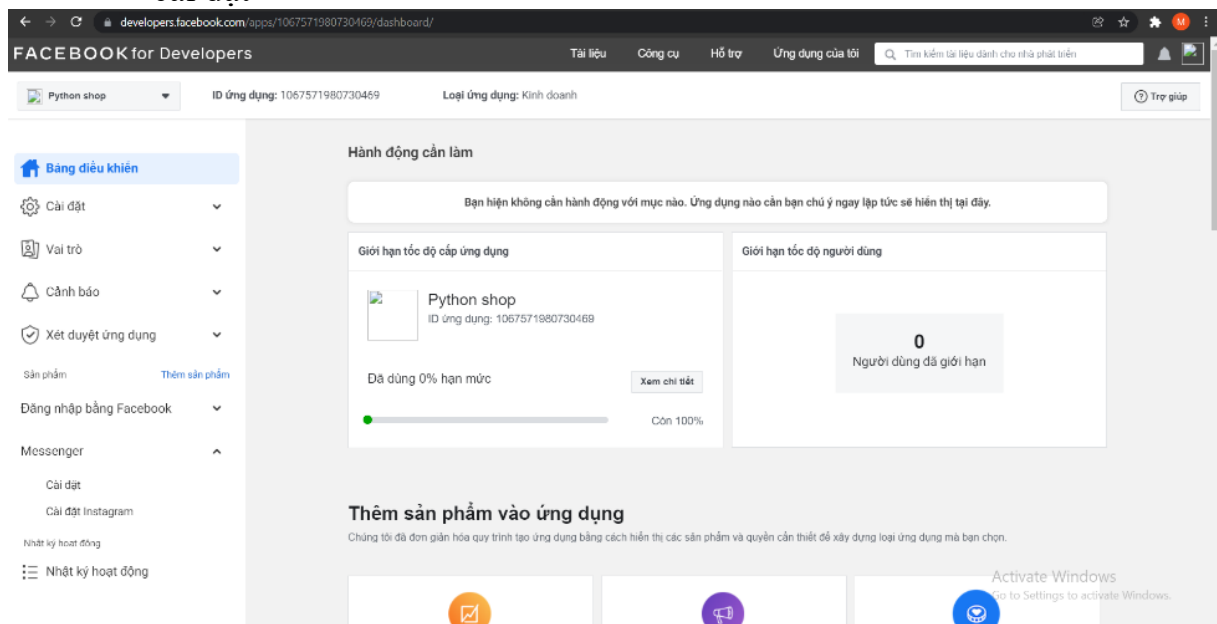 developers.facebook.com/apps/1067571980730469/dashboard/
M
FACEBOOK for Developers
Tài liệu Công cụ Hỗ trợ Ứng dụng của tôi Tìm kiếm tài liệu dành cho nhà phát triển
Python shop ID ứng dụng: 1067571980730469 Loại ứng dụng: Kinh doanh Trợ giúp
Bảng điều khiển
Cài đặt
Vai trò
Cảnh báo
Xét duyệt ứng dụng
Sản phẩm Thêm sản phẩm
Đăng nhập bằng Facebook
Messenger
Cài đặt
Cài đặt Instagram
Nhật ký hoạt động
Nhật ký hoạt động
Hành động cần làm
Bạn hiện không cần hành động với mục nào. Ứng dụng nào cần bạn chú ý ngay lập tức sẽ hiển thị tại đây.
Giới hạn tốc độ cấp ứng dụng
Python shop
ID ứng dụng: 1067571980730469
Đã dùng 0% hạn mức Xem chi tiết
Còn 100%
Giới hạn tốc độ người dùng
0
Người dùng đã giới hạn
Thêm sản phẩm vào ứng dụng
Chúng tôi đã đơn giản hóa quy trình tạo ứng dụng bằng cách hiển thị các sản phẩm và quyền cần thiết để xây dựng loại ứng dụng mà bạn chọn.
Activate Windows
Go to Settings to activate Windows.